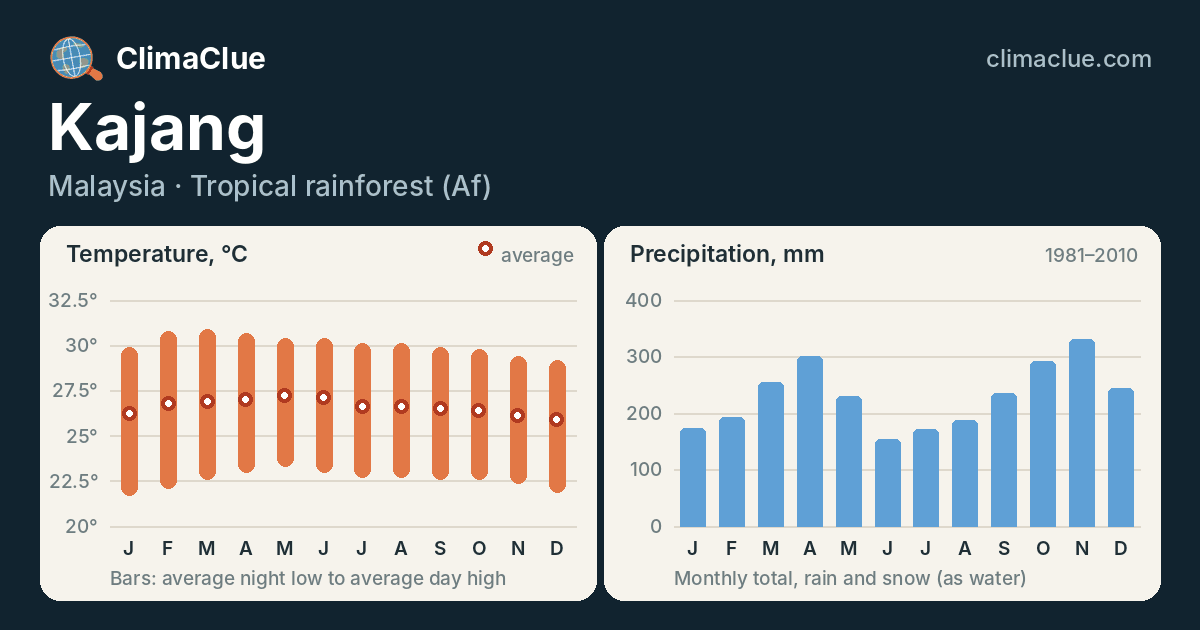 ClimaClue
climaclue.com
Kajang
Malaysia · Tropical rainforest (Af)
Temperature, °C
average
32.5°
30°
27.5°
25°
22.5°
20°
J F M A M J J A S O N D
Bars: average night low to average day high
Precipitation, mm
1981–2010
400
300
200
100
0
J F M A M J J A S O N D
Monthly total, rain and snow (as water)